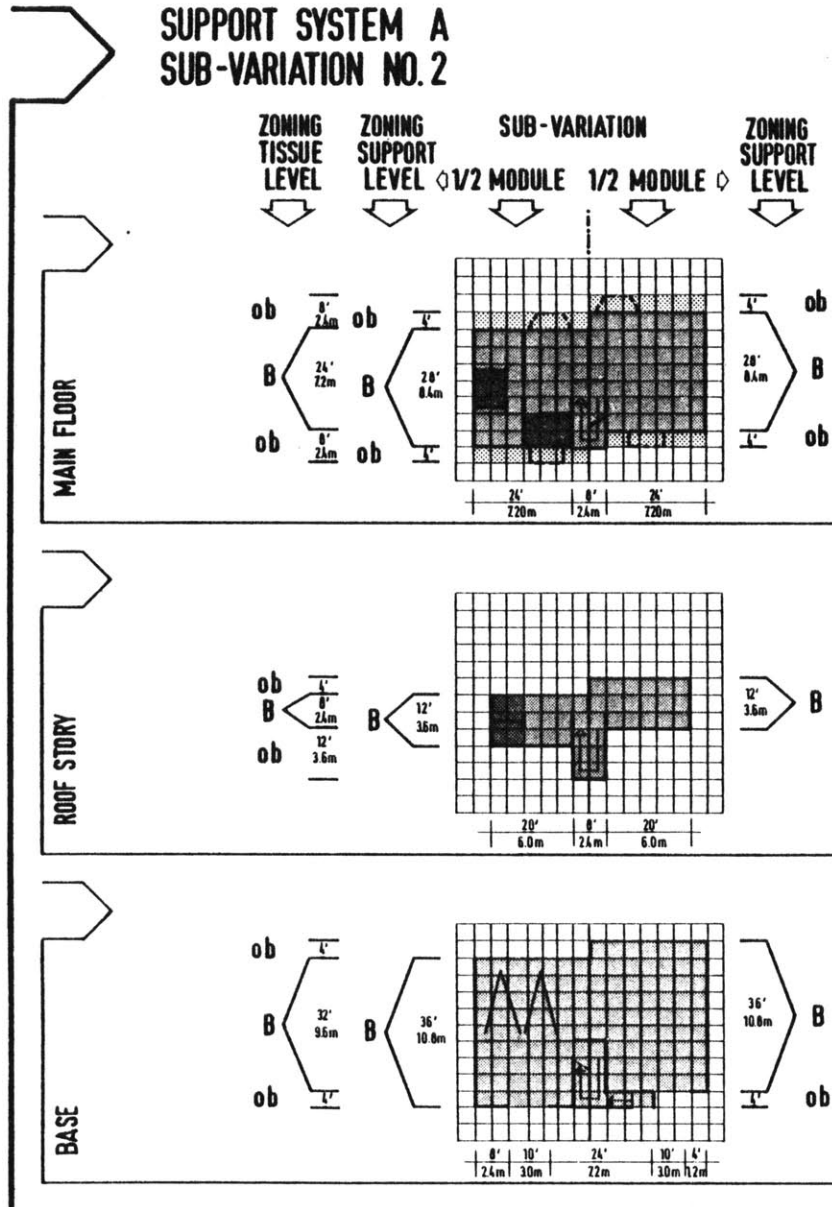 SUPPORT SYSTEM A
SUB-VARIATION NO. 2
ZONING TISSUE LEVEL
ZONING SUPPORT LEVEL
SUB-VARIATION
1/2 MODULE
1/2 MODULE
ZONING SUPPORT LEVEL
MAIN FLOOR
ob
8'
2.4m
B
24'
7.2m
ob
8'
2.4m
ob
4'
B
28'
8.4m
ob
4'
4'
ob
28'
8.4m
B
4'
ob
24'
7.20m
8'
2.4m
24'
7.20m
ROOF STORY
ob
4'
B
8'
2.4m
ob
12'
3.6m
B
12'
3.6m
12'
3.6m
B
20'
6.0m
8'
2.4m
20'
6.0m
BASE
ob
4'
B
32'
9.6m
ob
4'
B
36'
10.8m
36'
10.8m
B
4'
ob
8'
2.4m
10'
3.0m
24'
7.2m
10'
3.0m
4'
1.2m